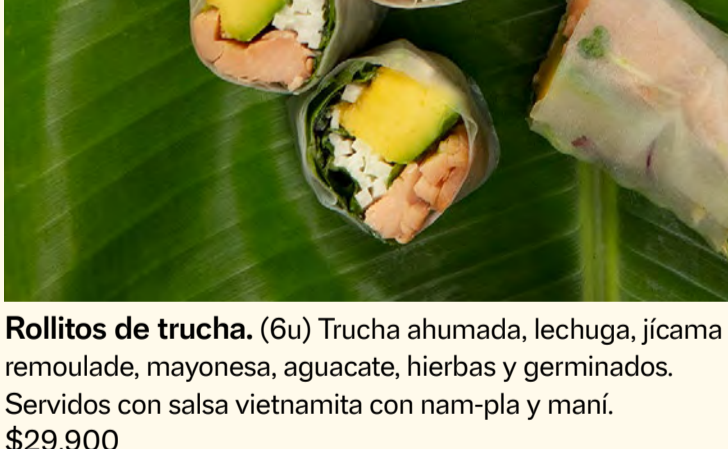 Rollitos de trucha. (6u) Trucha ahumada, lechuga, jícama
remoulade, mayonesa, aguacate, hierbas y germinados.
Servidos con salsa vietnamita con nam-pla y maní.
$29.900